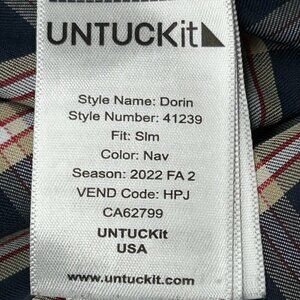 UNTUCKit
Style Name: Dorin
Style Number: 41239
Fit: Slm
Color: Nav
Season: 2022 FA 2
VEND Code: HPJ
CA62799
UNTUCKit
USA
www.untuckit.com